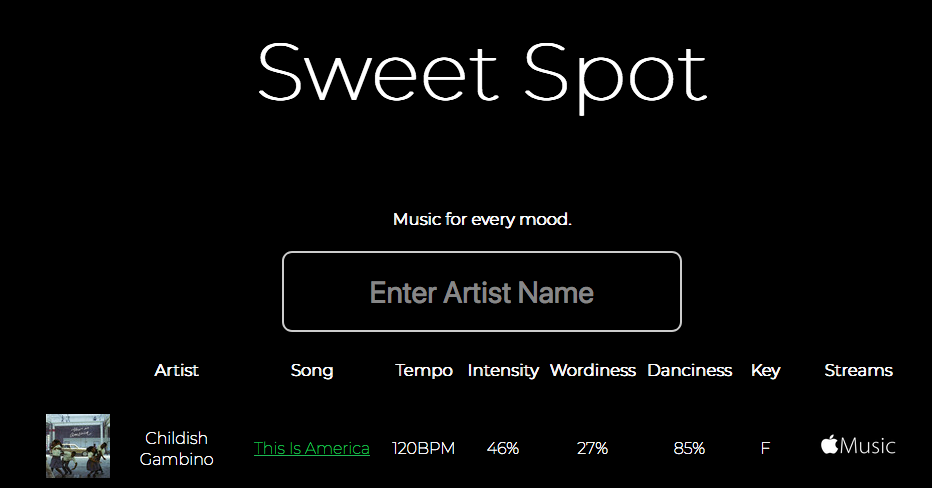 Sweet Spot
Music for every mood.
Enter Artist Name
Artist Song Tempo Intensity Wordiness Danciness Key Streams
Childish
Gambino
This Is America 120BPM 46% 27% 85% F Music